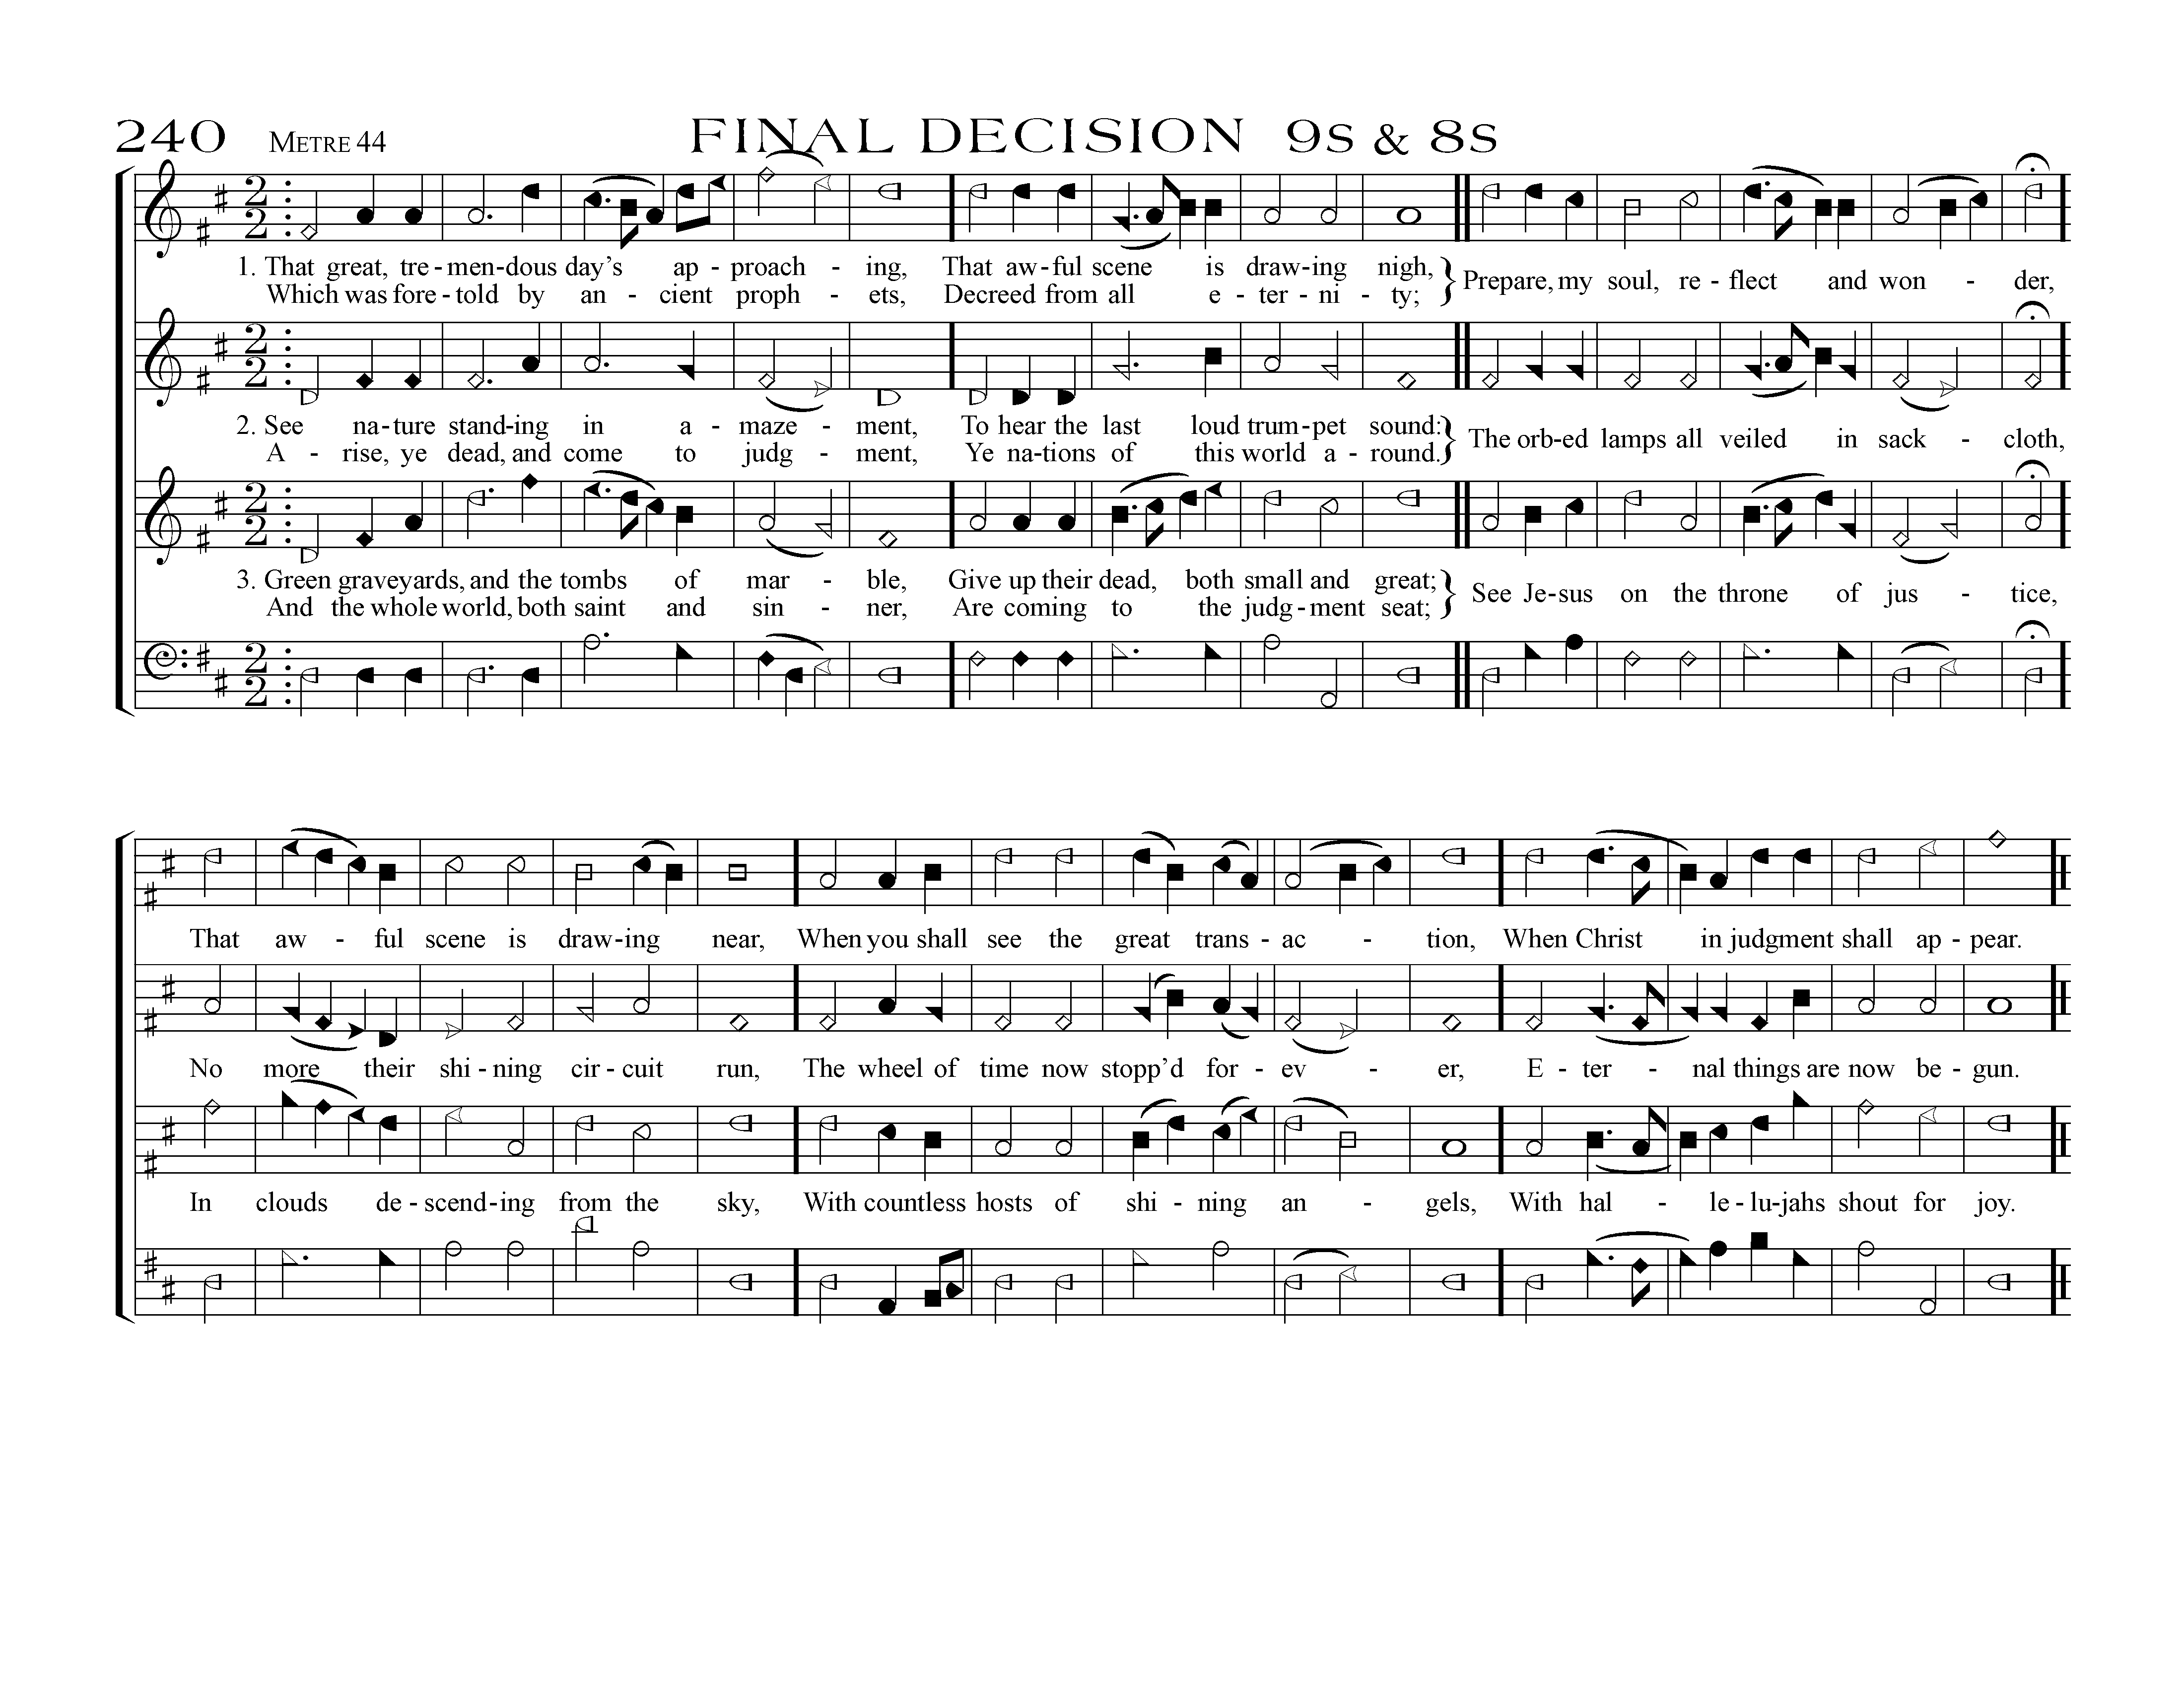 240 METRE 44 FINAL DECISION 9S & 8S
1. That great, tre-men-dous day's ap - proach - ing, That aw-ful scene is draw-ing nigh, } Prepare, my soul, re - flect and won - der,
Which was fore - told by an - cient proph - ets, Decreed from all e - ter - ni - ty;
2. See na-ture stand-ing in a - maze - ment, To hear the last loud trum-pet sound: } The orb-ed lamps all veiled in sack - cloth,
A - rise, ye dead, and come to judg - ment, Ye na-tions of this world a - round.
3. Green graveyards, and the tombs of mar - ble, Give up their dead, both small and great; } See Je-sus on the throne of jus - tice,
And the whole world, both saint and sin - ner, Are coming to the judg-ment seat;
That aw - ful scene is draw-ing near, When you shall see the great trans - ac - tion, When Christ in judgment shall ap - pear.
No more their shi - ning cir - cuit run, The wheel of time now stopp'd for - ev - er, E - ter - nal things are now be - gun.
In clouds de - scend-ing from the sky, With countless hosts of shi - ning an - gels, With hal - le - lu-jahs shout for joy.